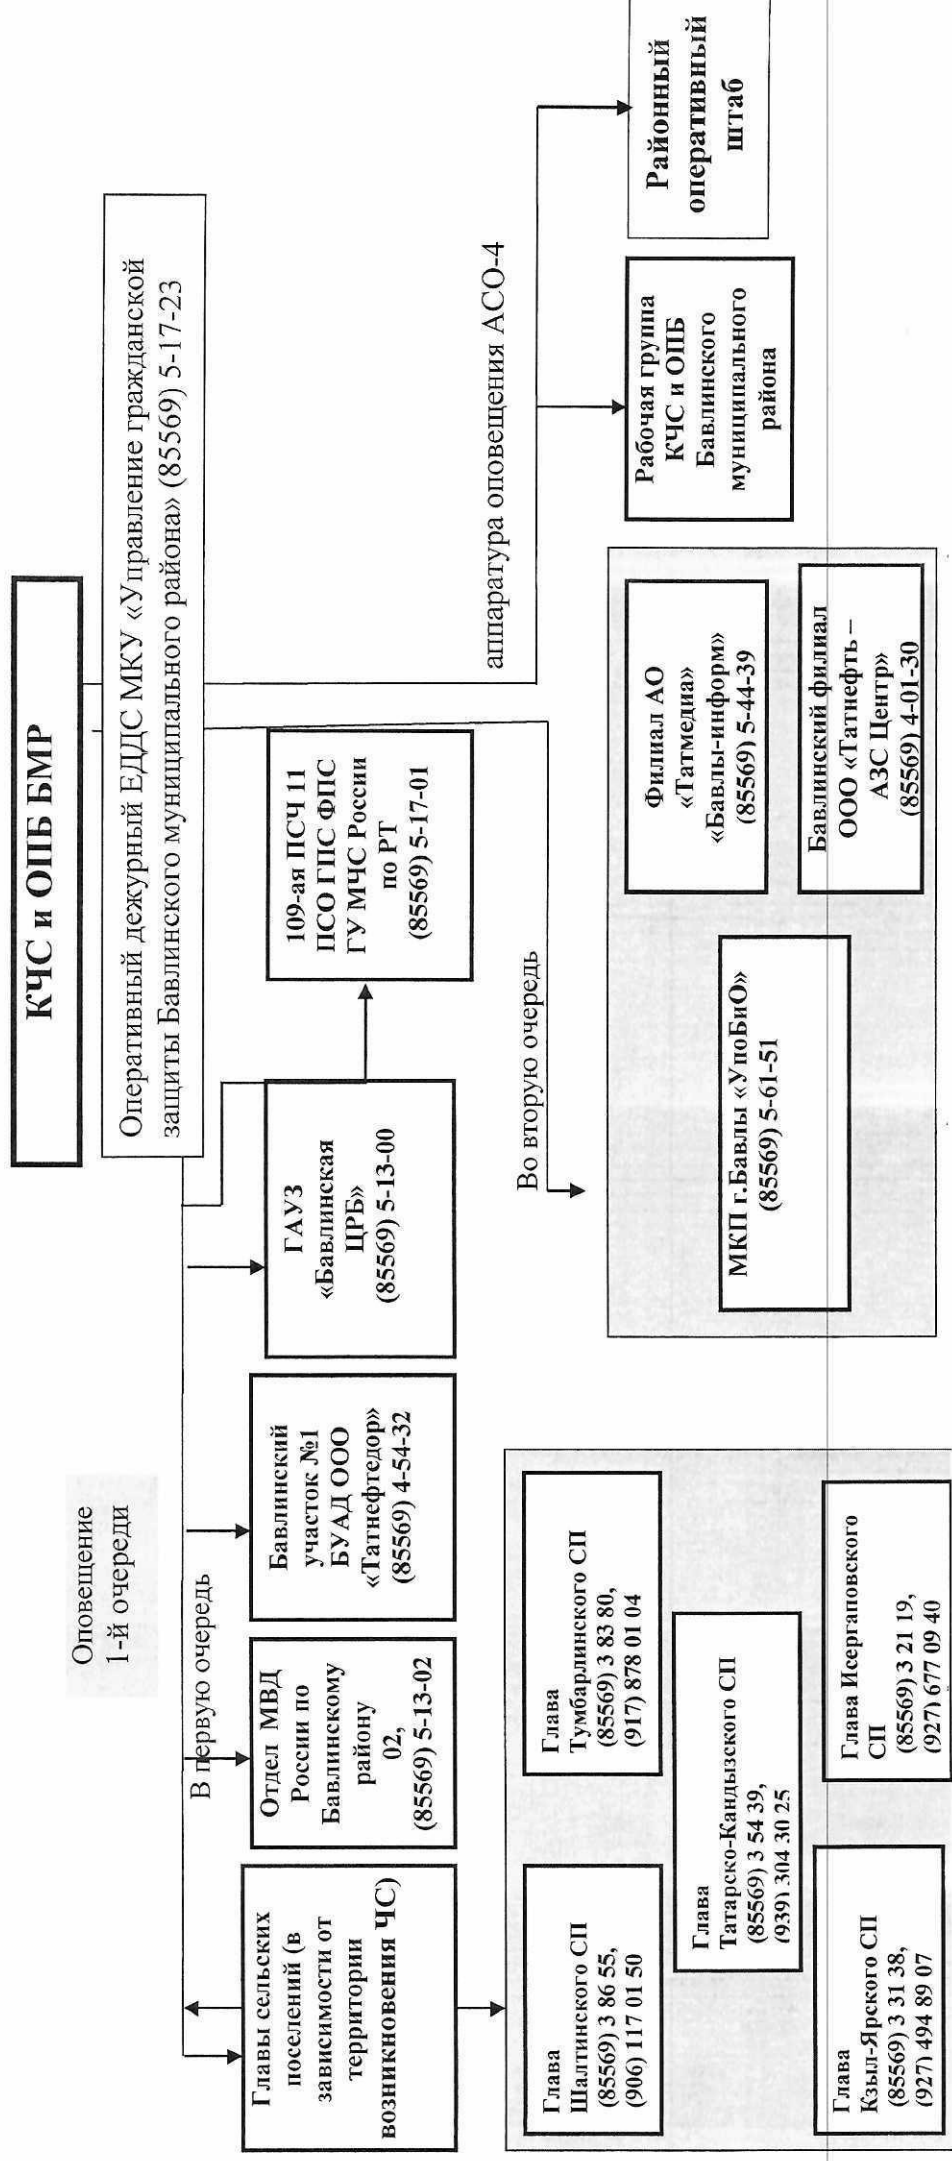 КЧС и ОПБ БМР
Оперативный дежурный ЕДДС МКУ «Управление гражданской
защиты Бавлинского муниципального района» (85569) 5-17-23
Оповещение
1-й очереди
В первую очередь
Главы сельских
поселений (в
зависимости от
территории
возникновения ЧС)
Отдел МВД
России по
Бавлинскому
району
02,
(85569) 5-13-02
Бавлинский
участок №1
БУАД ООО
«Татнефтедор»
(85569) 4-54-32
ГАУЗ
«Бавлинская
ЦРБ»
(85569) 5-13-00
109-ая ПСЧ 11
ПСО ГПС ФПС
ГУ МЧС России
по РТ
(85569) 5-17-01
аппаратура оповещения АСО-4
Во вторую очередь
Глава
Шалтинского СП
(85569) 3 86 55,
(906) 117 01 50
Глава
Тумбарлинского СП
(85569) 3 83 80,
(917) 878 01 04
Глава
Татарско-Кандызского СП
(85569) 3 54 39,
(939) 304 30 25
Глава
Кзыл-Ярского СП
(85569) 3 31 38,
(927) 494 89 07
Глава Исергаповского
СП
(85569) 3 21 19,
(927) 677 09 40
МКП г.Бавлы «УпоБиО»
(85569) 5-61-51
Филиал АО
«Татмедиа»
«Бавлы-информ»
(85569) 5-44-39
Бавлинский филиал
ООО «Татнефть –
АЗС Центр»
(85569) 4-01-30
Рабочая группа
КЧС и ОПБ
Бавлинского
муниципального
района
Районный
оперативный
штаб